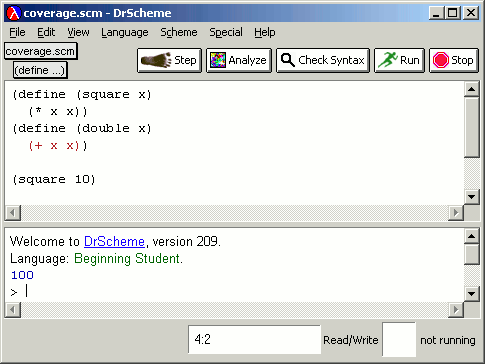 coverage.scm - DrScheme
File Edit View Language Scheme Special Help
coverage.scm
(define ...)
Step Analyze Check Syntax Run Stop
(define (square x)
(* x x))
(define (double x)
(+ x x))
(square 10)
Welcome to DrScheme, version 209.
Language: Beginning Student.
100
>
4:2 Read/Write not running